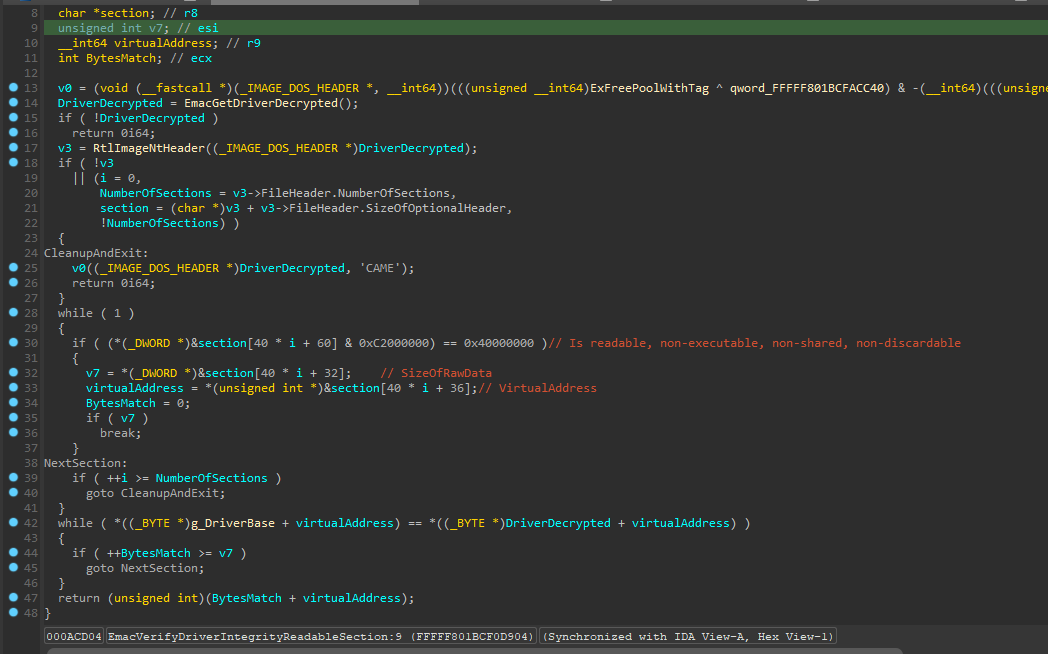 8 char *section; // r8
9 unsigned int v7; // esi
10 __int64 virtualAddress; // r9
11 int BytesMatch; // ecx
12
13 v0 = (void (__fastcall *)(_IMAGE_DOS_HEADER *, __int64))(((unsigned __int64)ExFreePoolWithTag ^ qword_FFFFF801BCFACC40) & -(__int64)(((unsigne
14 DriverDecrypted = EmacGetDriverDecrypted();
15 if ( !DriverDecrypted )
16 return 0i64;
17 v3 = RtlImageNtHeader((_IMAGE_DOS_HEADER *)DriverDecrypted);
18 if ( !v3
19 || (i = 0,
20 NumberOfSections = v3->FileHeader.NumberOfSections,
21 section = (char *)v3 + v3->FileHeader.SizeOfOptionalHeader,
22 !NumberOfSections) )
23 {
24 CleanupAndExit:
25 v0((_IMAGE_DOS_HEADER *)DriverDecrypted, 'CAME');
26 return 0i64;
27 }
28 while ( 1 )
29 {
30 if ( (*(_DWORD *)&section[40 * i + 60] & 0xC2000000) == 0x40000000 )// Is readable, non-executable, non-shared, non-discardable
31 {
32 v7 = *(_DWORD *)&section[40 * i + 32]; // SizeOfRawData
33 virtualAddress = *(unsigned int *)&section[40 * i + 36];// VirtualAddress
34 BytesMatch = 0;
35 if ( v7 )
36 break;
37 }
38 NextSection:
39 if ( ++i >= NumberOfSections )
40 goto CleanupAndExit;
41 }
42 while ( *((_BYTE *)g_DriverBase + virtualAddress) == *((_BYTE *)DriverDecrypted + virtualAddress) )
43 {
44 if ( ++BytesMatch >= v7 )
45 goto NextSection;
46 }
47 return (unsigned int)(BytesMatch + virtualAddress);
48 }
000ACD04 EmacVerifyDriverIntegrityReadableSection:9 (FFFFF801BCF0D904) (Synchronized with IDA View-A, Hex View-1)